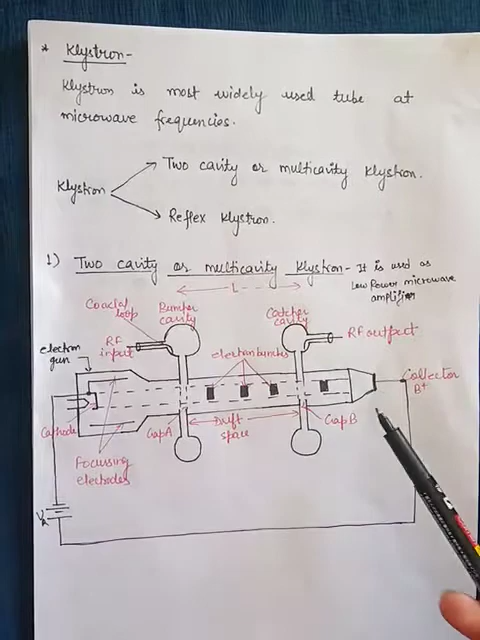 * Klystron-
Klystron is most widely used tube at
microwave frequencies.
Klystron
Two cavity or multicavity Klystron.
Reflex Klystron.
1) Two cavity or multicavity Klystron- It is used as
Low Power microwave
amplifier
L
Coaxial
loop
Buncher
cavity
Catcher
cavity
RF
input
RF output
electron
gun
electron bunches
Collector
B+
Cathode
Gap A
Drift
space
Gap B
Focussing
electrodes